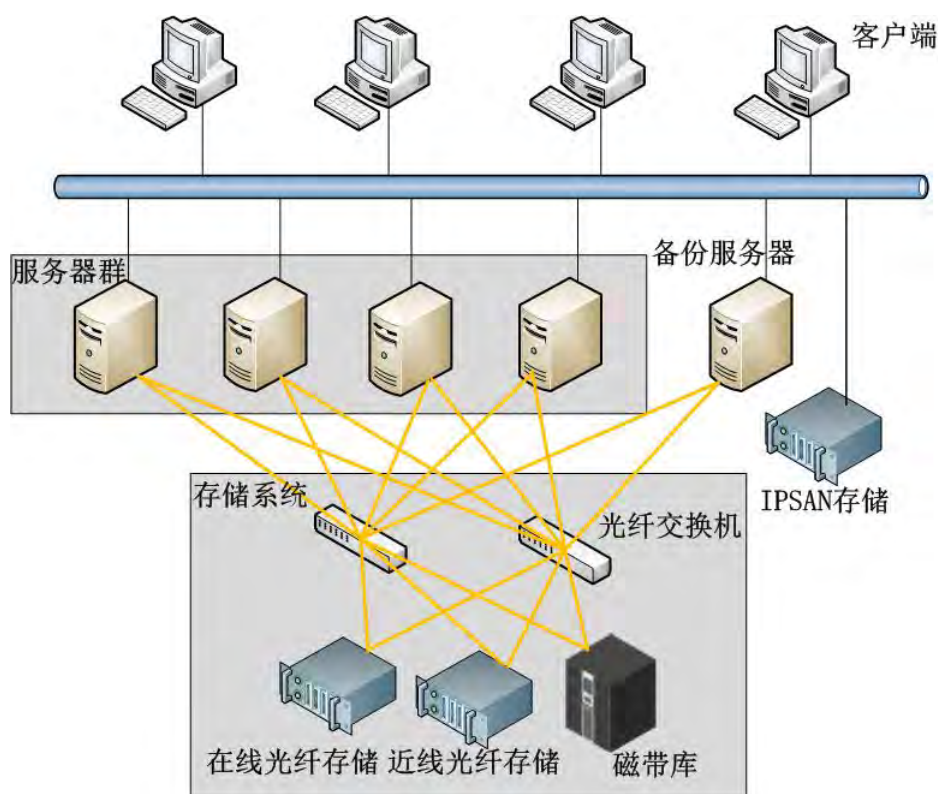 客户端
服务器群
备份服务器
IPSAN存储
存储系统
光纤交换机
在线光纤存储
近线光纤存储
磁带库